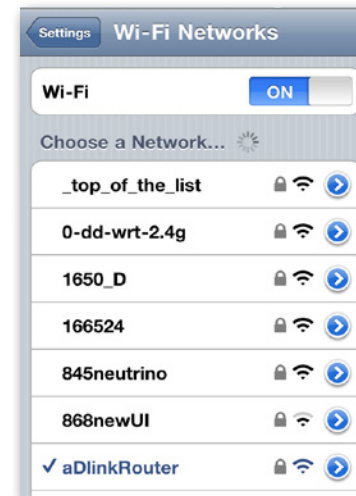 Settings Wi-Fi Networks
Wi-Fi ON
Choose a Network...
_top_of_the_list
0-dd-wrt-2.4g
1650_D
166524
845neutrino
868newUI
✓ aDlinkRouter